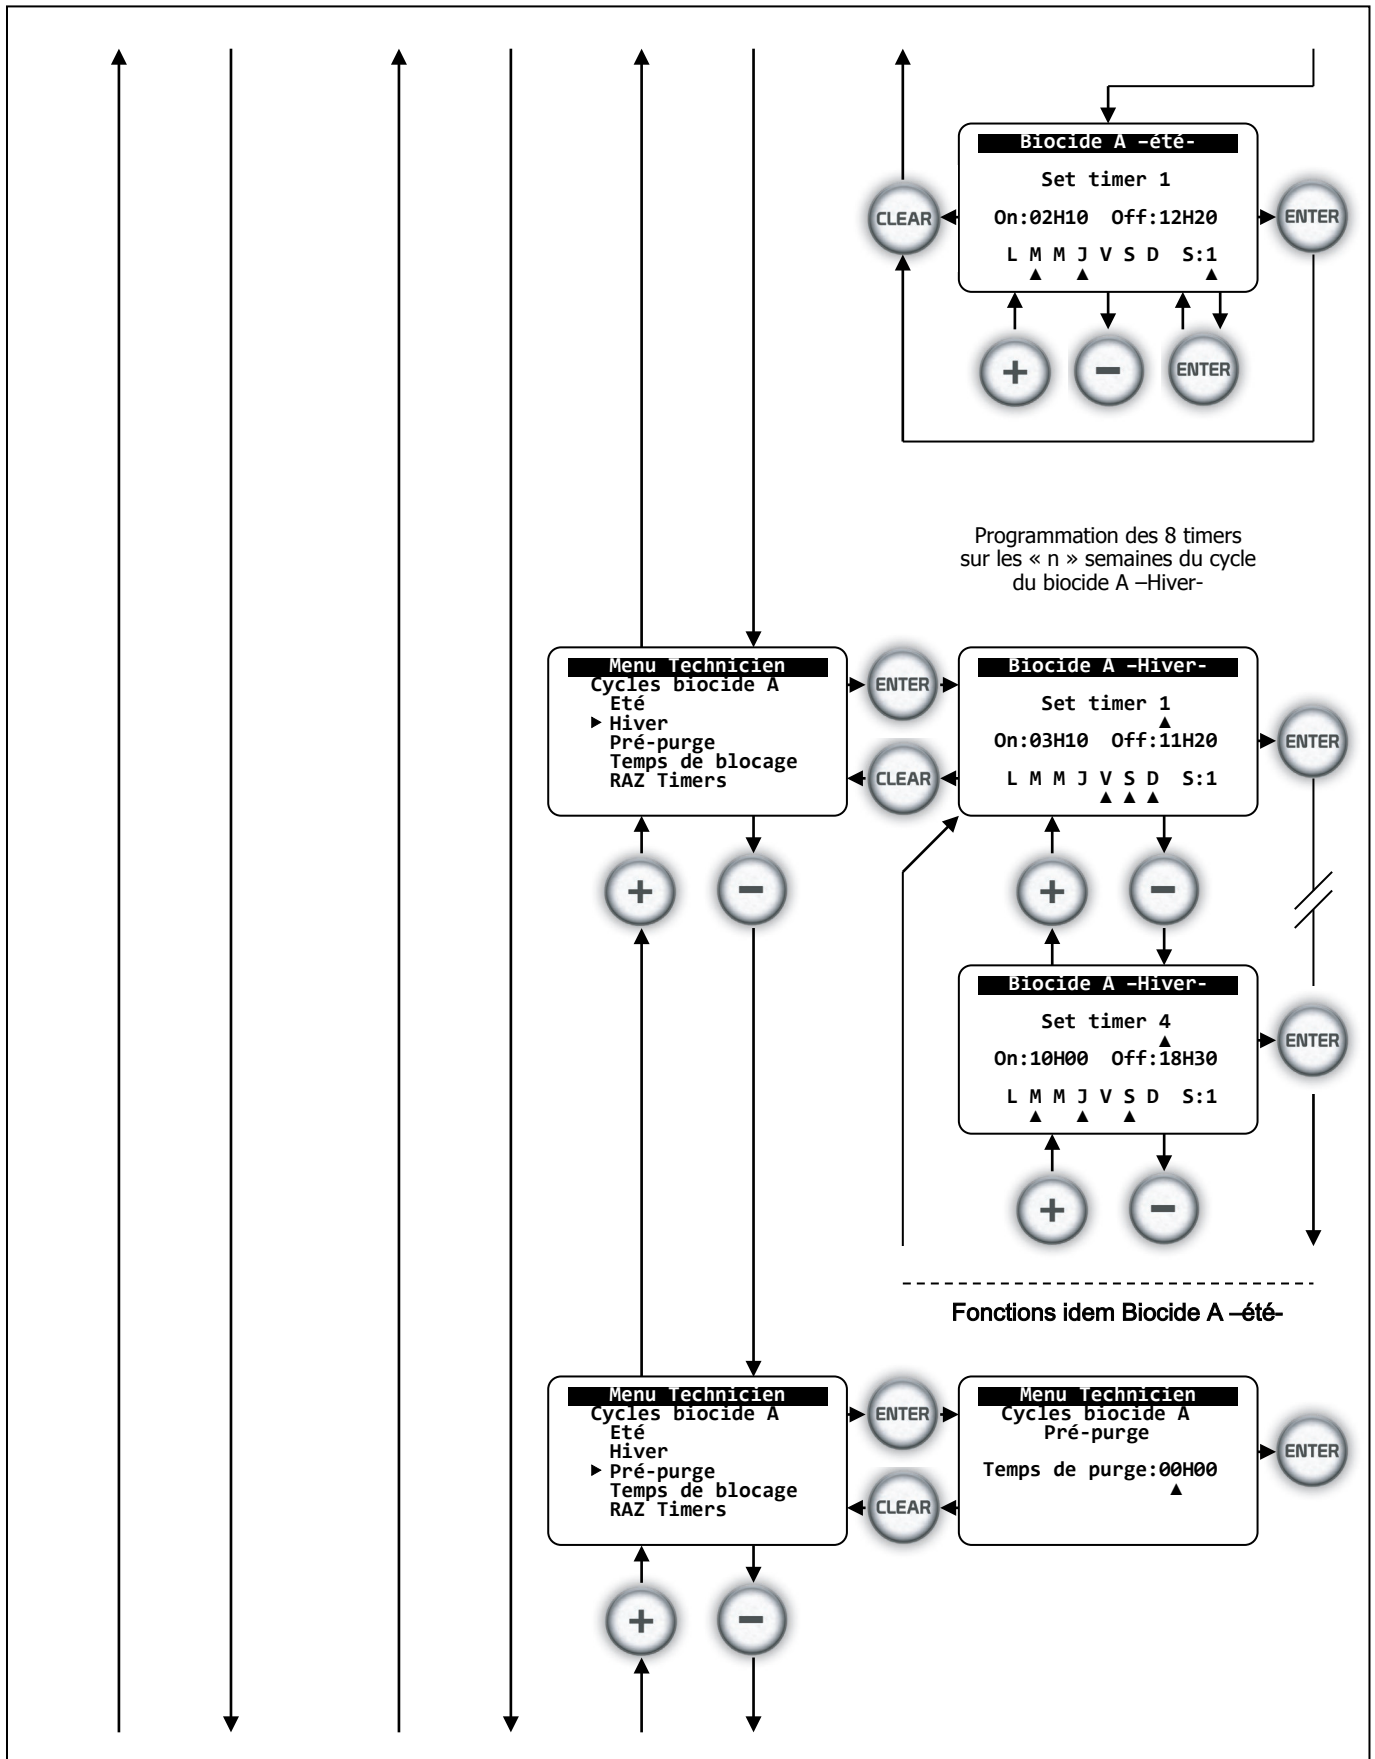 Biocide A –été-
Set timer 1
On:02H10 Off:12H20
L M M J V S D S:1
CLEAR
ENTER
+
−
ENTER
Programmation des 8 timers
sur les « n » semaines du cycle
du biocide A –Hiver-
Menu Technicien
Cycles biocide A
Eté
Hiver
Pré-purge
Temps de blocage
RAZ Timers
ENTER
CLEAR
+
−
Biocide A –Hiver-
Set timer 1
On:03H10 Off:11H20
L M M J V S D S:1
ENTER
+
−
Biocide A –Hiver-
Set timer 4
On:10H00 Off:18H30
L M M J V S D S:1
ENTER
+
−
Fonctions idem Biocide A –été-
Menu Technicien
Cycles biocide A
Eté
Hiver
Pré-purge
Temps de blocage
RAZ Timers
ENTER
CLEAR
+
−
Menu Technicien
Cycles biocide A
Pré-purge
Temps de purge:00H00
ENTER